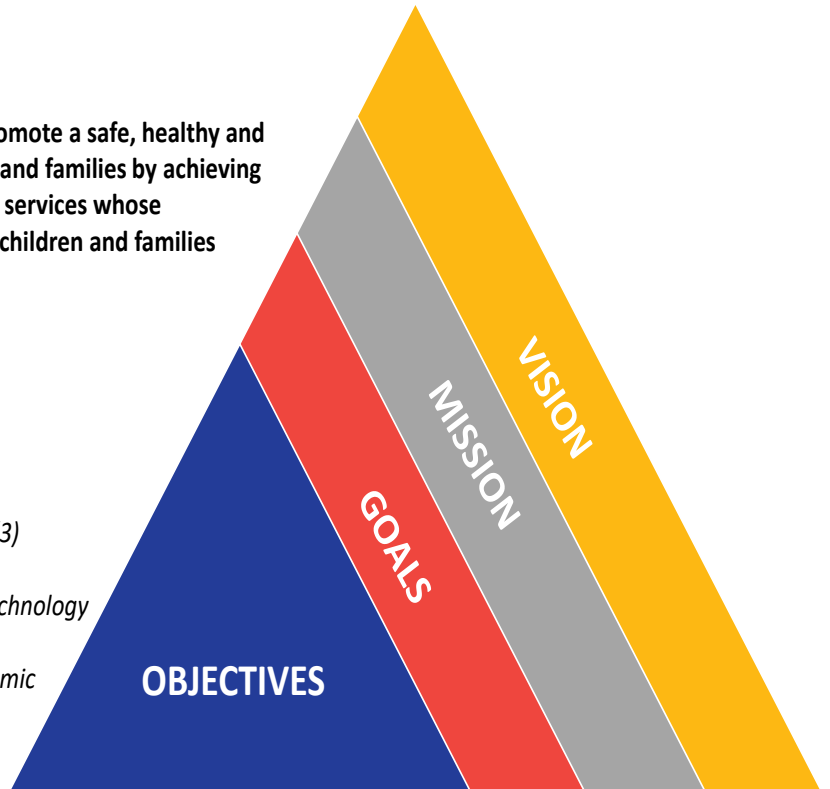 and families by achieving
services whose
children and families
VISION
MISSION
GOALS
3)
OBJECTIVES
omote a safe, healthy and
chnology
mic